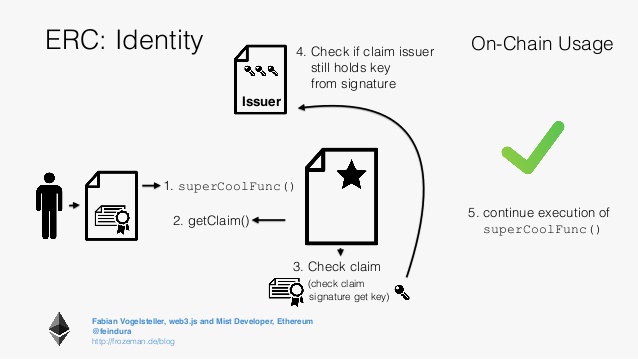 ERC: Identity
On-Chain Usage
4. Check if claim issuer
still holds key
from signature
Issuer
1. superCoolFunc()
2. getClaim()
3. Check claim
(check claim
signature get key)
5. continue execution of
superCoolFunc()
Fabian Vogelsteller, web3.js and Mist Developer, Ethereum
@feindura
http://frozeman.de/blog